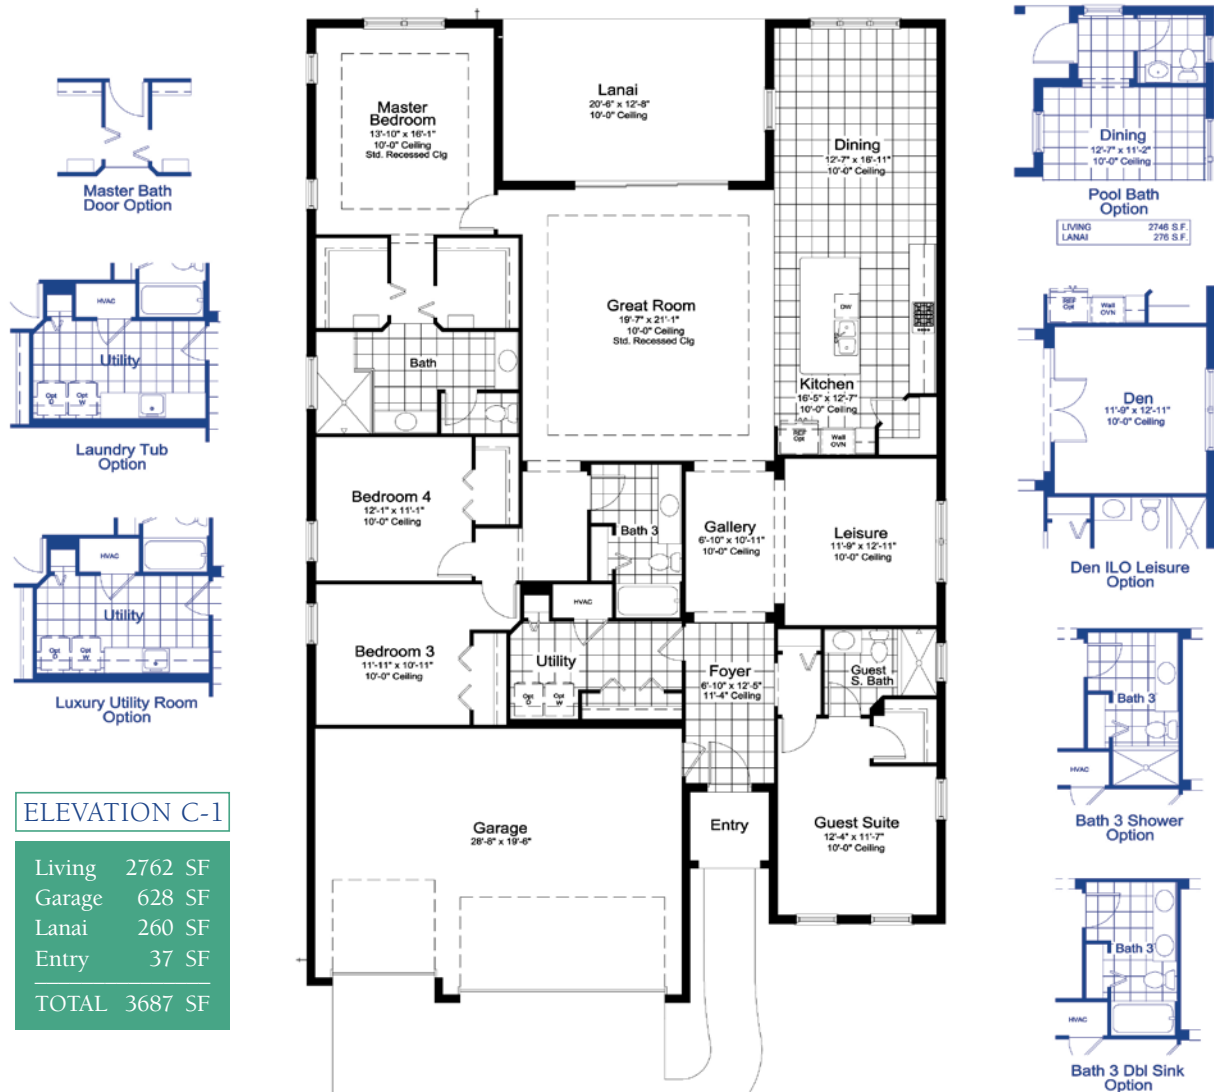 Master Bath
Door Option
HVAC
Utility
Opt
D
Opt
W
Laundry Tub
Option
HVAC
Utility
Opt
D
Opt
W
Luxury Utility Room
Option
ELEVATION C-1
Living 2762 SF
Garage 628 SF
Lanai 260 SF
Entry 37 SF
TOTAL 3687 SF
Master
Bedroom
13'-10" x 16'-1"
10'-0" Ceiling
Std. Recessed Clg
Lanai
20'-6" x 12'-8"
10'-0" Ceiling
Dining
12'-7" x 16'-11"
10'-0" Ceiling
Great Room
19'-7" x 21'-1"
10'-0" Ceiling
Std. Recessed Clg
DW
Bath
Kitchen
16'-5" x 12'-7"
10'-0" Ceiling
REF
Opt
Wall
OVN
Bedroom 4
12'-1" x 11'-1"
10'-0" Ceiling
Bath 3
Gallery
6'-10" x 10'-11"
10'-0" Ceiling
Leisure
11'-9" x 12'-11"
10'-0" Ceiling
HVAC
Bedroom 3
11'-11" x 10'-11"
10'-0" Ceiling
Utility
Opt
D
Opt
W
Foyer
6'-10" x 12'-5"
11'-4" Ceiling
Guest
S. Bath
Garage
28'-8" x 19'-6"
Entry
Guest Suite
12'-4" x 11'-7"
10'-0" Ceiling
Dining
12'-7" x 11'-2"
10'-0" Ceiling
Pool Bath
Option
LIVING 2746 S.F.
LANAI 276 S.F.
REF
Opt
Wall
OVN
Den
11'-9" x 12'-11"
10'-0" Ceiling
Den ILO Leisure
Option
Bath 3
HVAC
Bath 3 Shower
Option
Bath 3
HVAC
Bath 3 Dbl Sink
Option